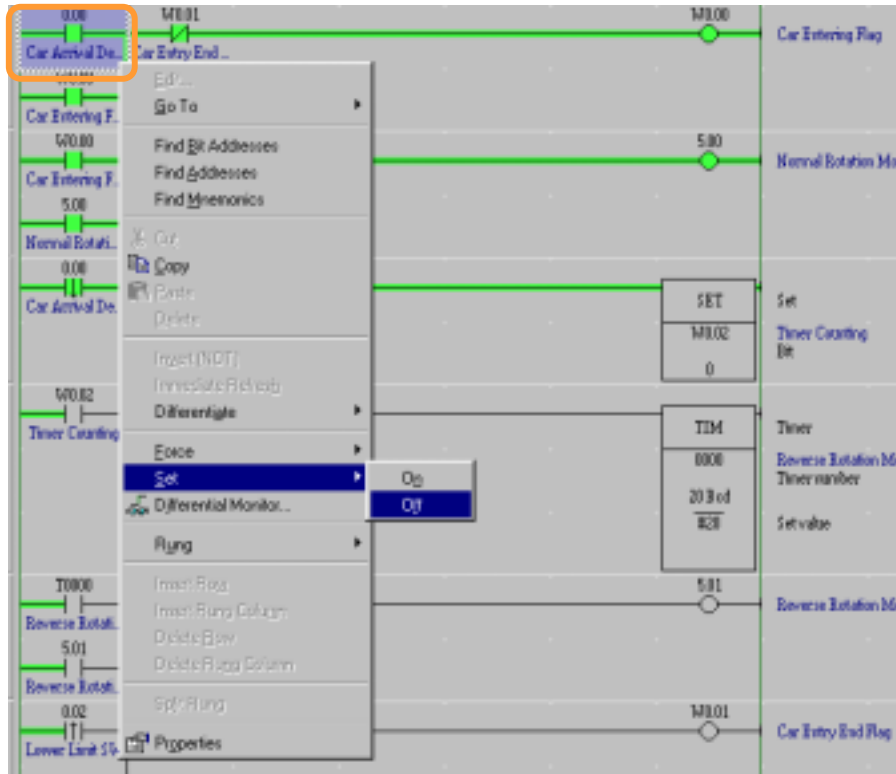 0.00 W0.01 W0.00
Car Arrival De... Car Entry End ... Car Entering Flag
W0.00
Car Entering F...
W0.00 5.00
Car Entering F... Normal Rotation Mo
5.00
Normal Rotati...
0.00
Car Arrival De...
SET Set
W0.02 Timer Counting
Bit
0
W0.02
Timer Counting
TIM Timer
0000 Reverse Rotation Mo
Timer number
20 Bcd
#20 Set value
T0000 5.01
Reverse Rotati... Reverse Rotation Mo
5.01
Reverse Rotati...
0.02 W0.01
Lower Limit SW Car Entry End Flag
Edit...
Go To
Find Bit Addresses
Find Addresses
Find Mnemonics
Cut
Copy
Paste
Delete
Invert (NOT)
Immediate Refresh
Differentiate
Force
Set
Differential Monitor...
Rung
Insert Row
Insert Rung Column
Delete Row
Delete Rung Column
Split Rung
Properties
On
Off